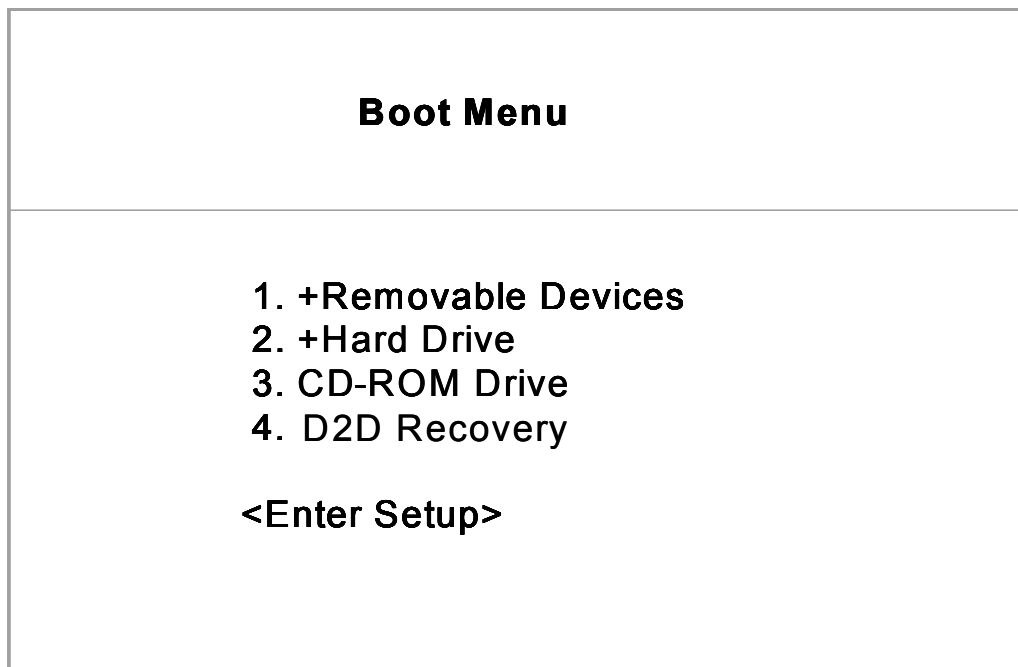 Boot Menu
1. +Removable Devices
2. +Hard Drive
3. CD-ROM Drive
4. D2D Recovery
<Enter Setup>